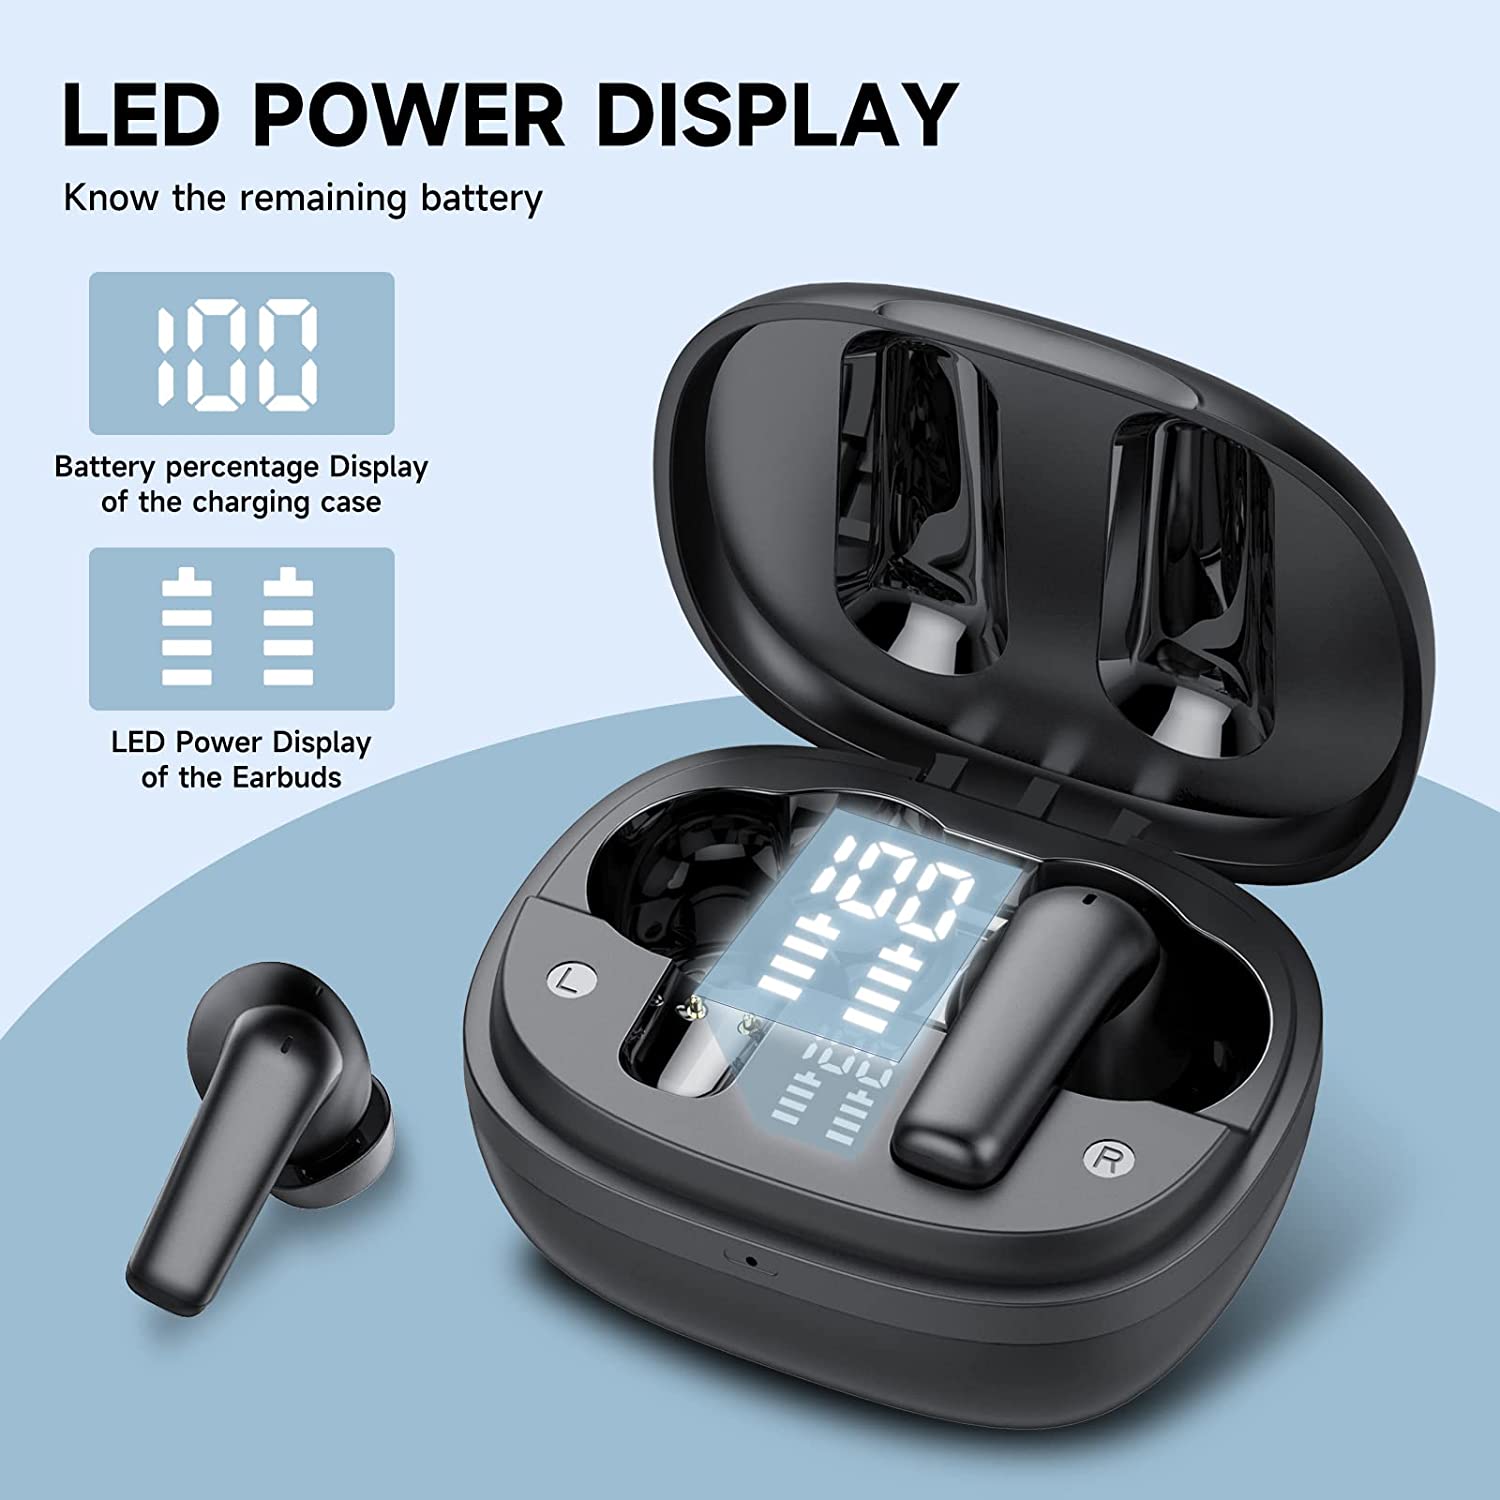 LED POWER DISPLAY
Know the remaining battery
100
Battery percentage Display
of the charging case
LED Power Display
of the Earbuds
100
L
100
R